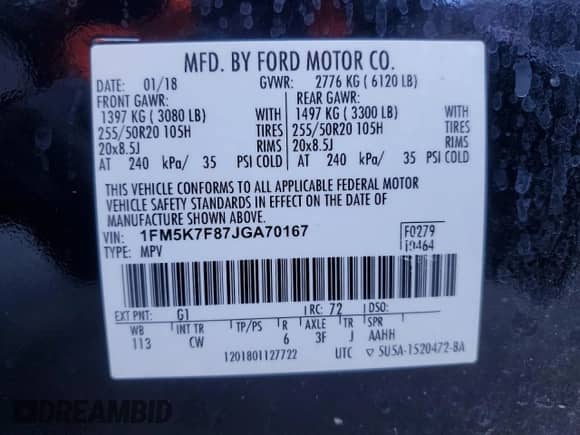 MFD. BY FORD MOTOR CO.
DATE: 01/18 GVWR: 2776 KG ( 6120 LB)
FRONT GAWR: REAR GAWR:
1397 KG ( 3080 LB) WITH 1497 KG ( 3300 LB) WITH
255/50R20 105H TIRES 255/50R20 105H TIRES
20x8.5J RIMS 20x8.5J RIMS
AT 240 kPa/ 35 PSI COLD AT 240 kPa/ 35 PSI COLD
THIS VEHICLE CONFORMS TO ALL APPLICABLE FEDERAL MOTOR
VEHICLE SAFETY AND THEFT PREVENTION STANDARDS IN EFFECT ON THE DATE OF
MANUFACTURE SHOWN ABOVE.
VIN: 1FM5K7F87JGA70167 F0279
TYPE: MPV
EXT PNT: G1 RC: 72 DSO:
WB INT TR TP/PS R AXLE TR SPR
113 CW 6 3F J AAHH
1201801127722 UTC ▽ 5U5A-1520472-BA
DREAMBID